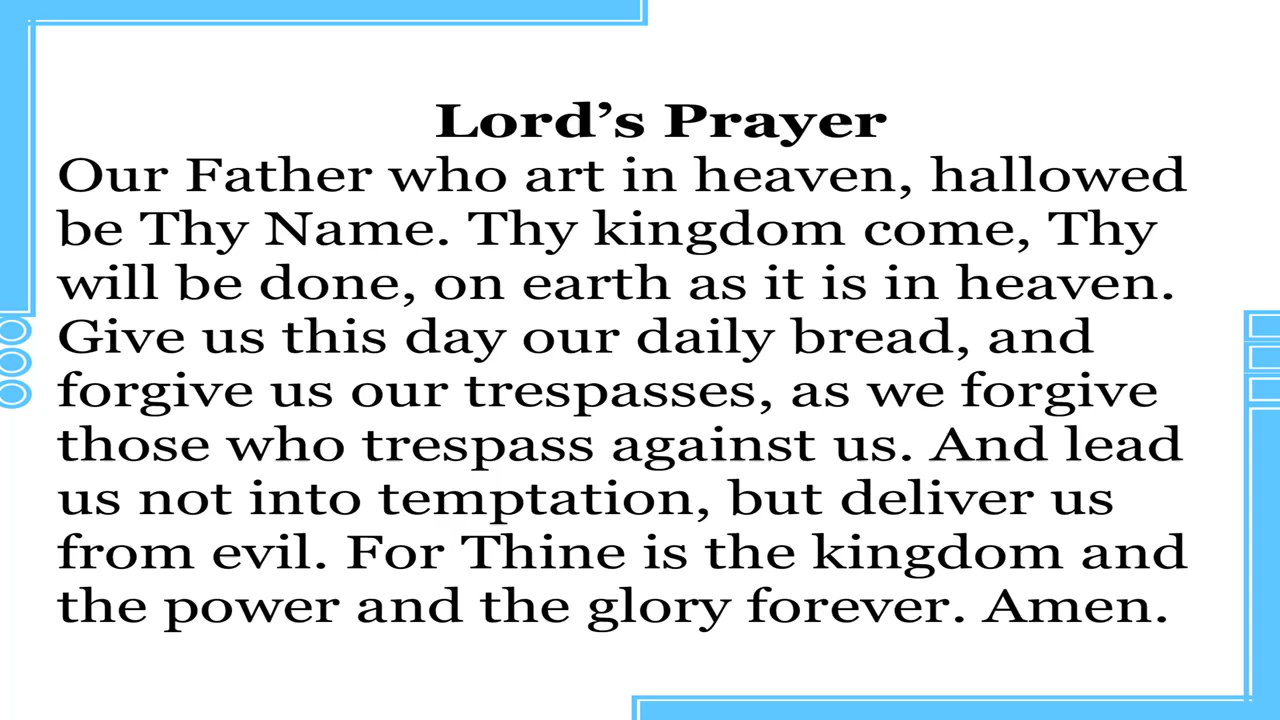 Lord’s Prayer
Our Father who art in heaven, hallowed
be Thy Name. Thy kingdom come, Thy
will be done, on earth as it is in heaven.
Give us this day our daily bread, and
forgive us our trespasses, as we forgive
those who trespass against us. And lead
us not into temptation, but deliver us
from evil. For Thine is the kingdom and
the power and the glory forever. Amen.